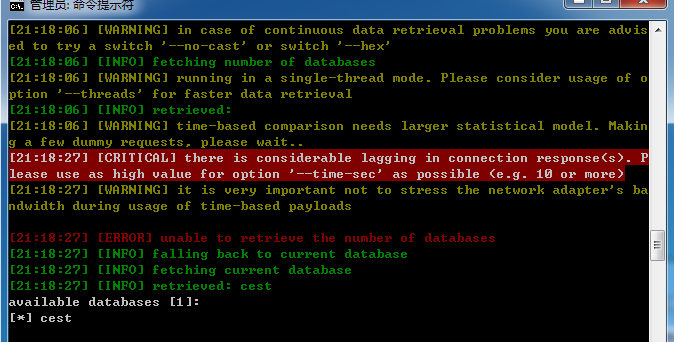 管理员: 命令提示符
[21:18:06] [WARNING] in case of continuous data retrieval problems you are advis
ed to try a switch '--no-cast' or switch '--hex'
[21:18:06] [INFO] fetching number of databases
[21:18:06] [WARNING] running in a single-thread mode. Please consider usage of o
ption '--threads' for faster data retrieval
[21:18:06] [INFO] retrieved:
[21:18:06] [WARNING] time-based comparison needs larger statistical model. Makin
g a few dummy requests, please wait..
[21:18:27] [CRITICAL] there is considerable lagging in connection response(s). P
lease use as high value for option '--time-sec' as possible (e.g. 10 or more)
[21:18:27] [WARNING] it is very important not to stress the network adapter's ba
ndwidth during usage of time-based payloads
[21:18:27] [ERROR] unable to retrieve the number of databases
[21:18:27] [INFO] falling back to current database
[21:18:27] [INFO] fetching current database
[21:18:27] [INFO] retrieved: cest
available databases [1]:
[*] cest